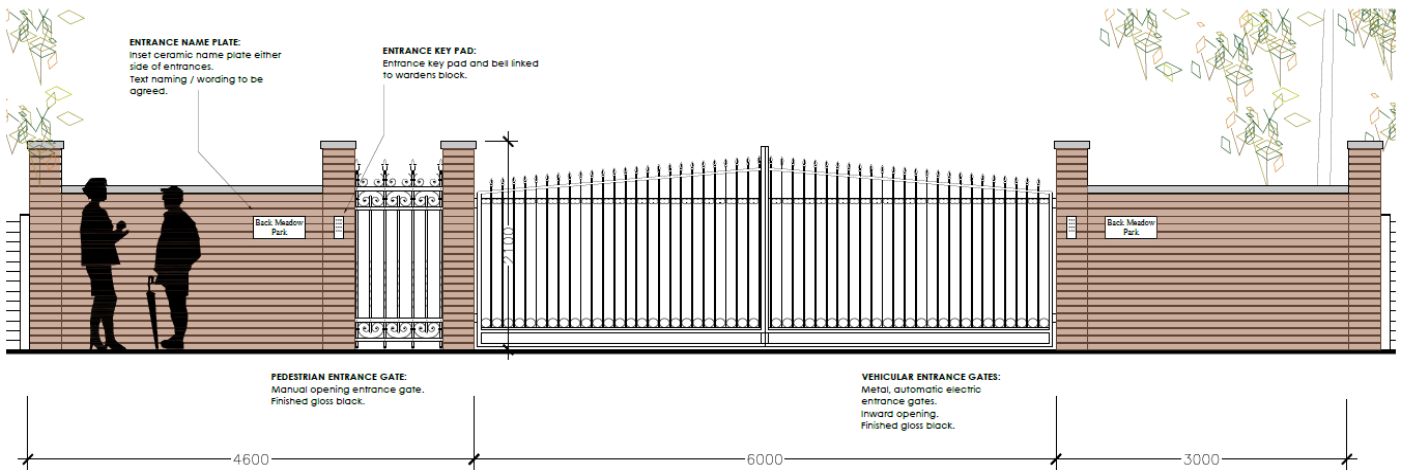 ENTRANCE NAME PLATE:
Inset ceramic name plate either
side of entrances.
Text naming / wording to be
agreed.
ENTRANCE KEY PAD:
Entrance key pad and bell linked
to wardens block.
Back Meadow
Park
2100
Back Meadow
Park
PEDESTRIAN ENTRANCE GATE:
Manual opening entrance gate.
Finished gloss black.
VEHICULAR ENTRANCE GATES:
Metal, automatic electric
entrance gates.
Inward opening.
Finished gloss black.
4600
6000
3000